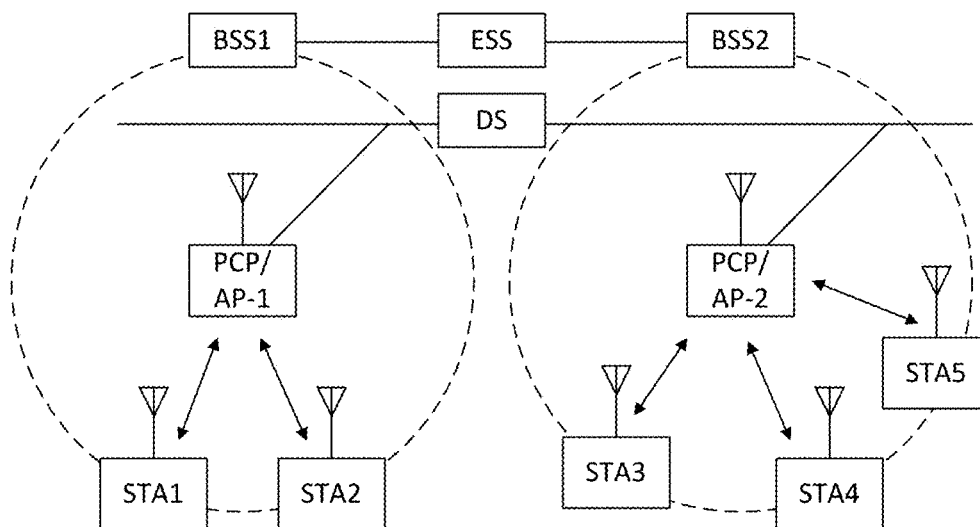 BSS1
ESS
BSS2
DS
PCP/
AP-1
PCP/
AP-2
STA5
STA3
STA1
STA2
STA4